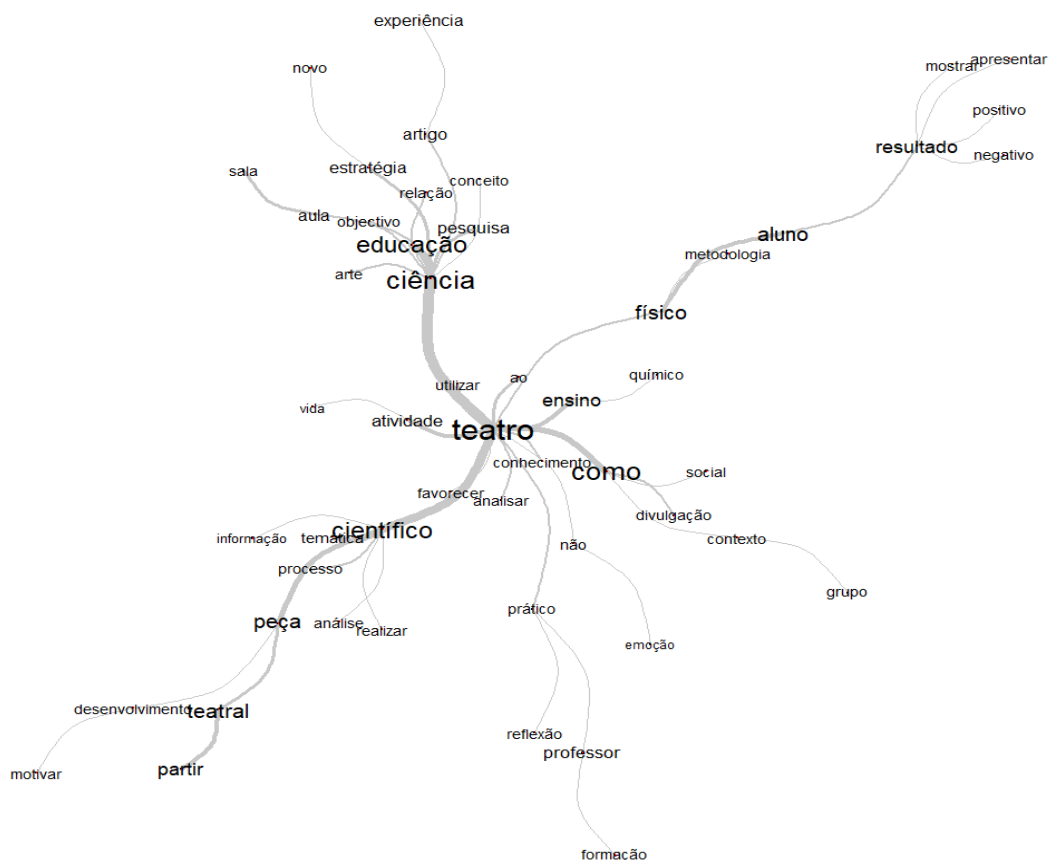 experiência
apresentar
mostrar
novo
positivo
artigo
resultado
negativo
estratégia
sala
conceito
relação
aula
objectivo
pesquisa
aluno
educação
metodologia
arte
ciência
físico
químico
ao
utilizar
ensino
vida
atividade
teatro
conhecimento
como
social
favorecer
analisar
divulgação
científico
informação
temática
não
contexto
processo
grupo
prático
peça
análise
realizar
emoção
desenvolvimento
teatral
reflexão
professor
partir
motivar
formação